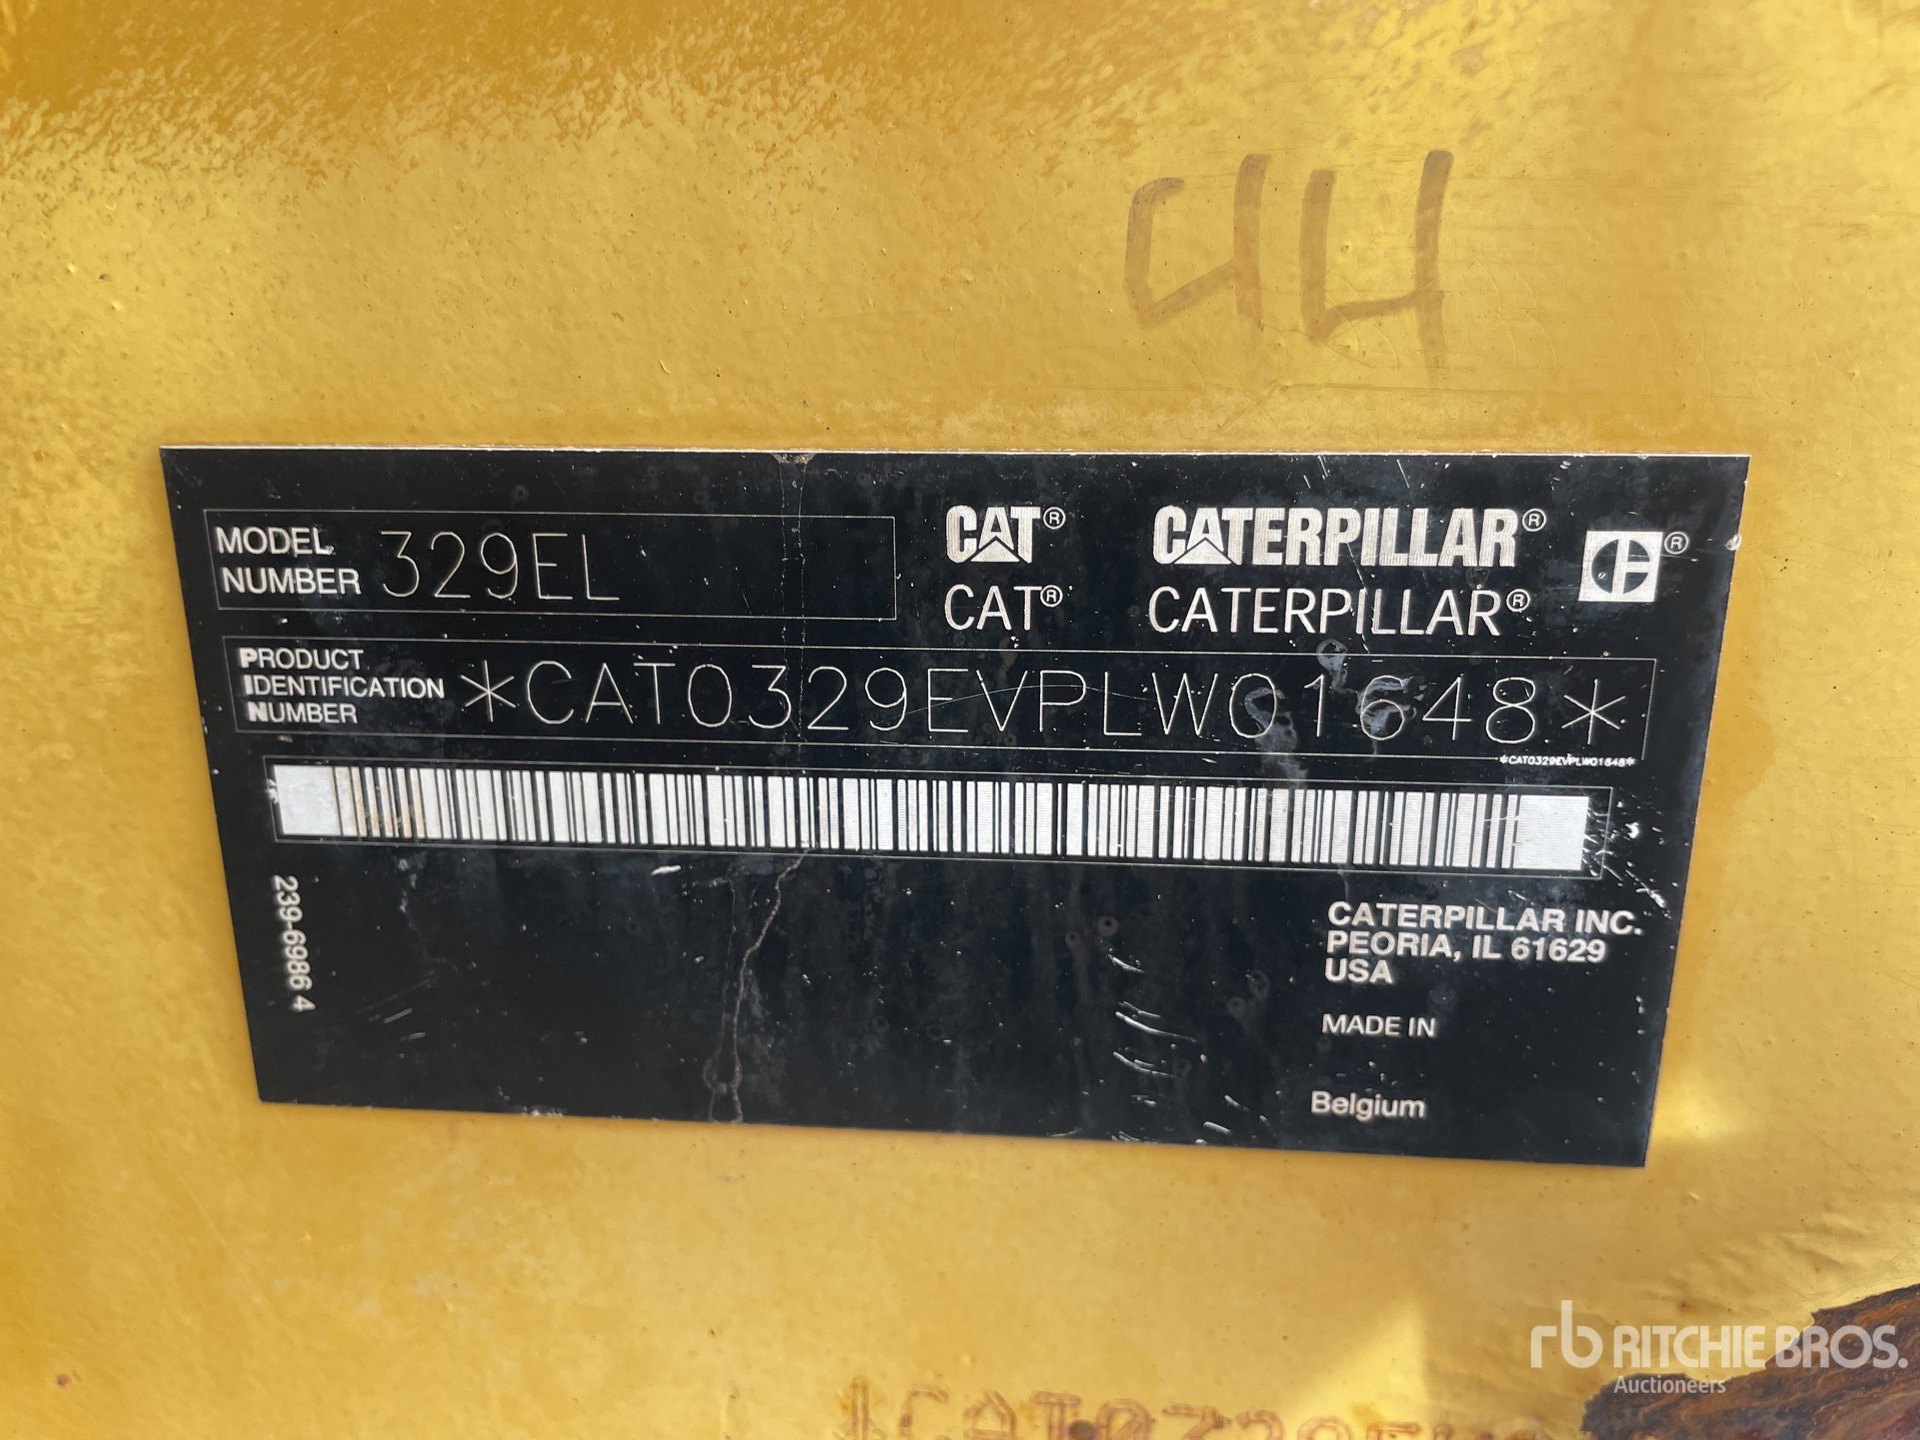 44
MODEL NUMBER 329EL
CAT® CATERPILLAR® ®
CAT® CATERPILLAR®
PRODUCT IDENTIFICATION NUMBER *CAT0329EVPLW01648*
*CAT0329EVPLW01648*
239-6986 4
CATERPILLAR INC.
PEORIA, IL 61629
USA
MADE IN
Belgium
rb RITCHIE BROS.
Auctioneers